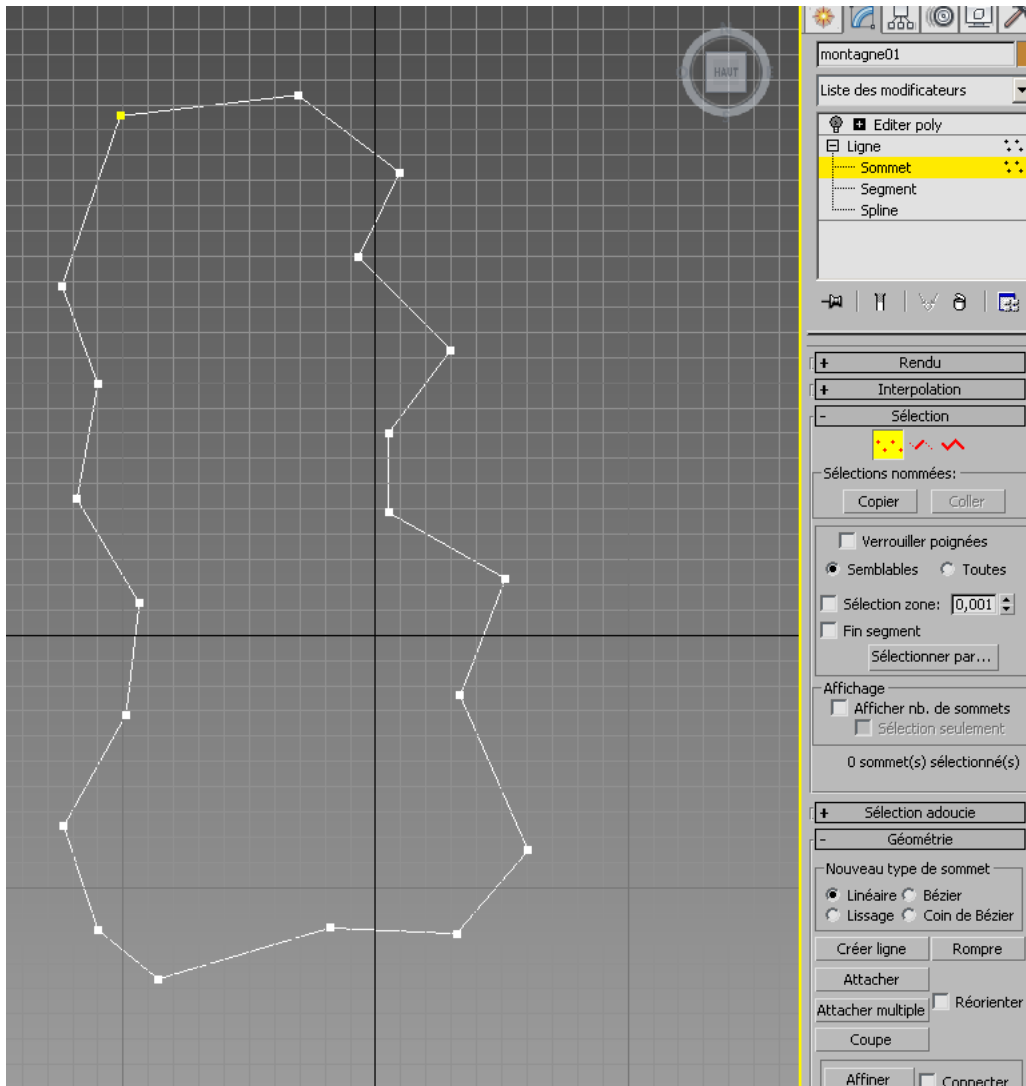 HAUT
montagne01
Liste des modificateurs
Editer poly
Ligne
Sommet
Segment
Spline
+ Rendu
+ Interpolation
- Sélection
Sélections nommées:
Copier Coller
Verrouiller poignées
Semblables Toutes
Sélection zone: 0,001
Fin segment
Sélectionner par...
Affichage
Afficher nb. de sommets
Sélection seulement
0 sommet(s) sélectionné(s)
+ Sélection adoucie
- Géométrie
Nouveau type de sommet
Linéaire Bézier
Lissage Coin de Bézier
Créer ligne Rompre
Attacher
Réorienter
Attacher multiple
Coupe
Affiner Connecter